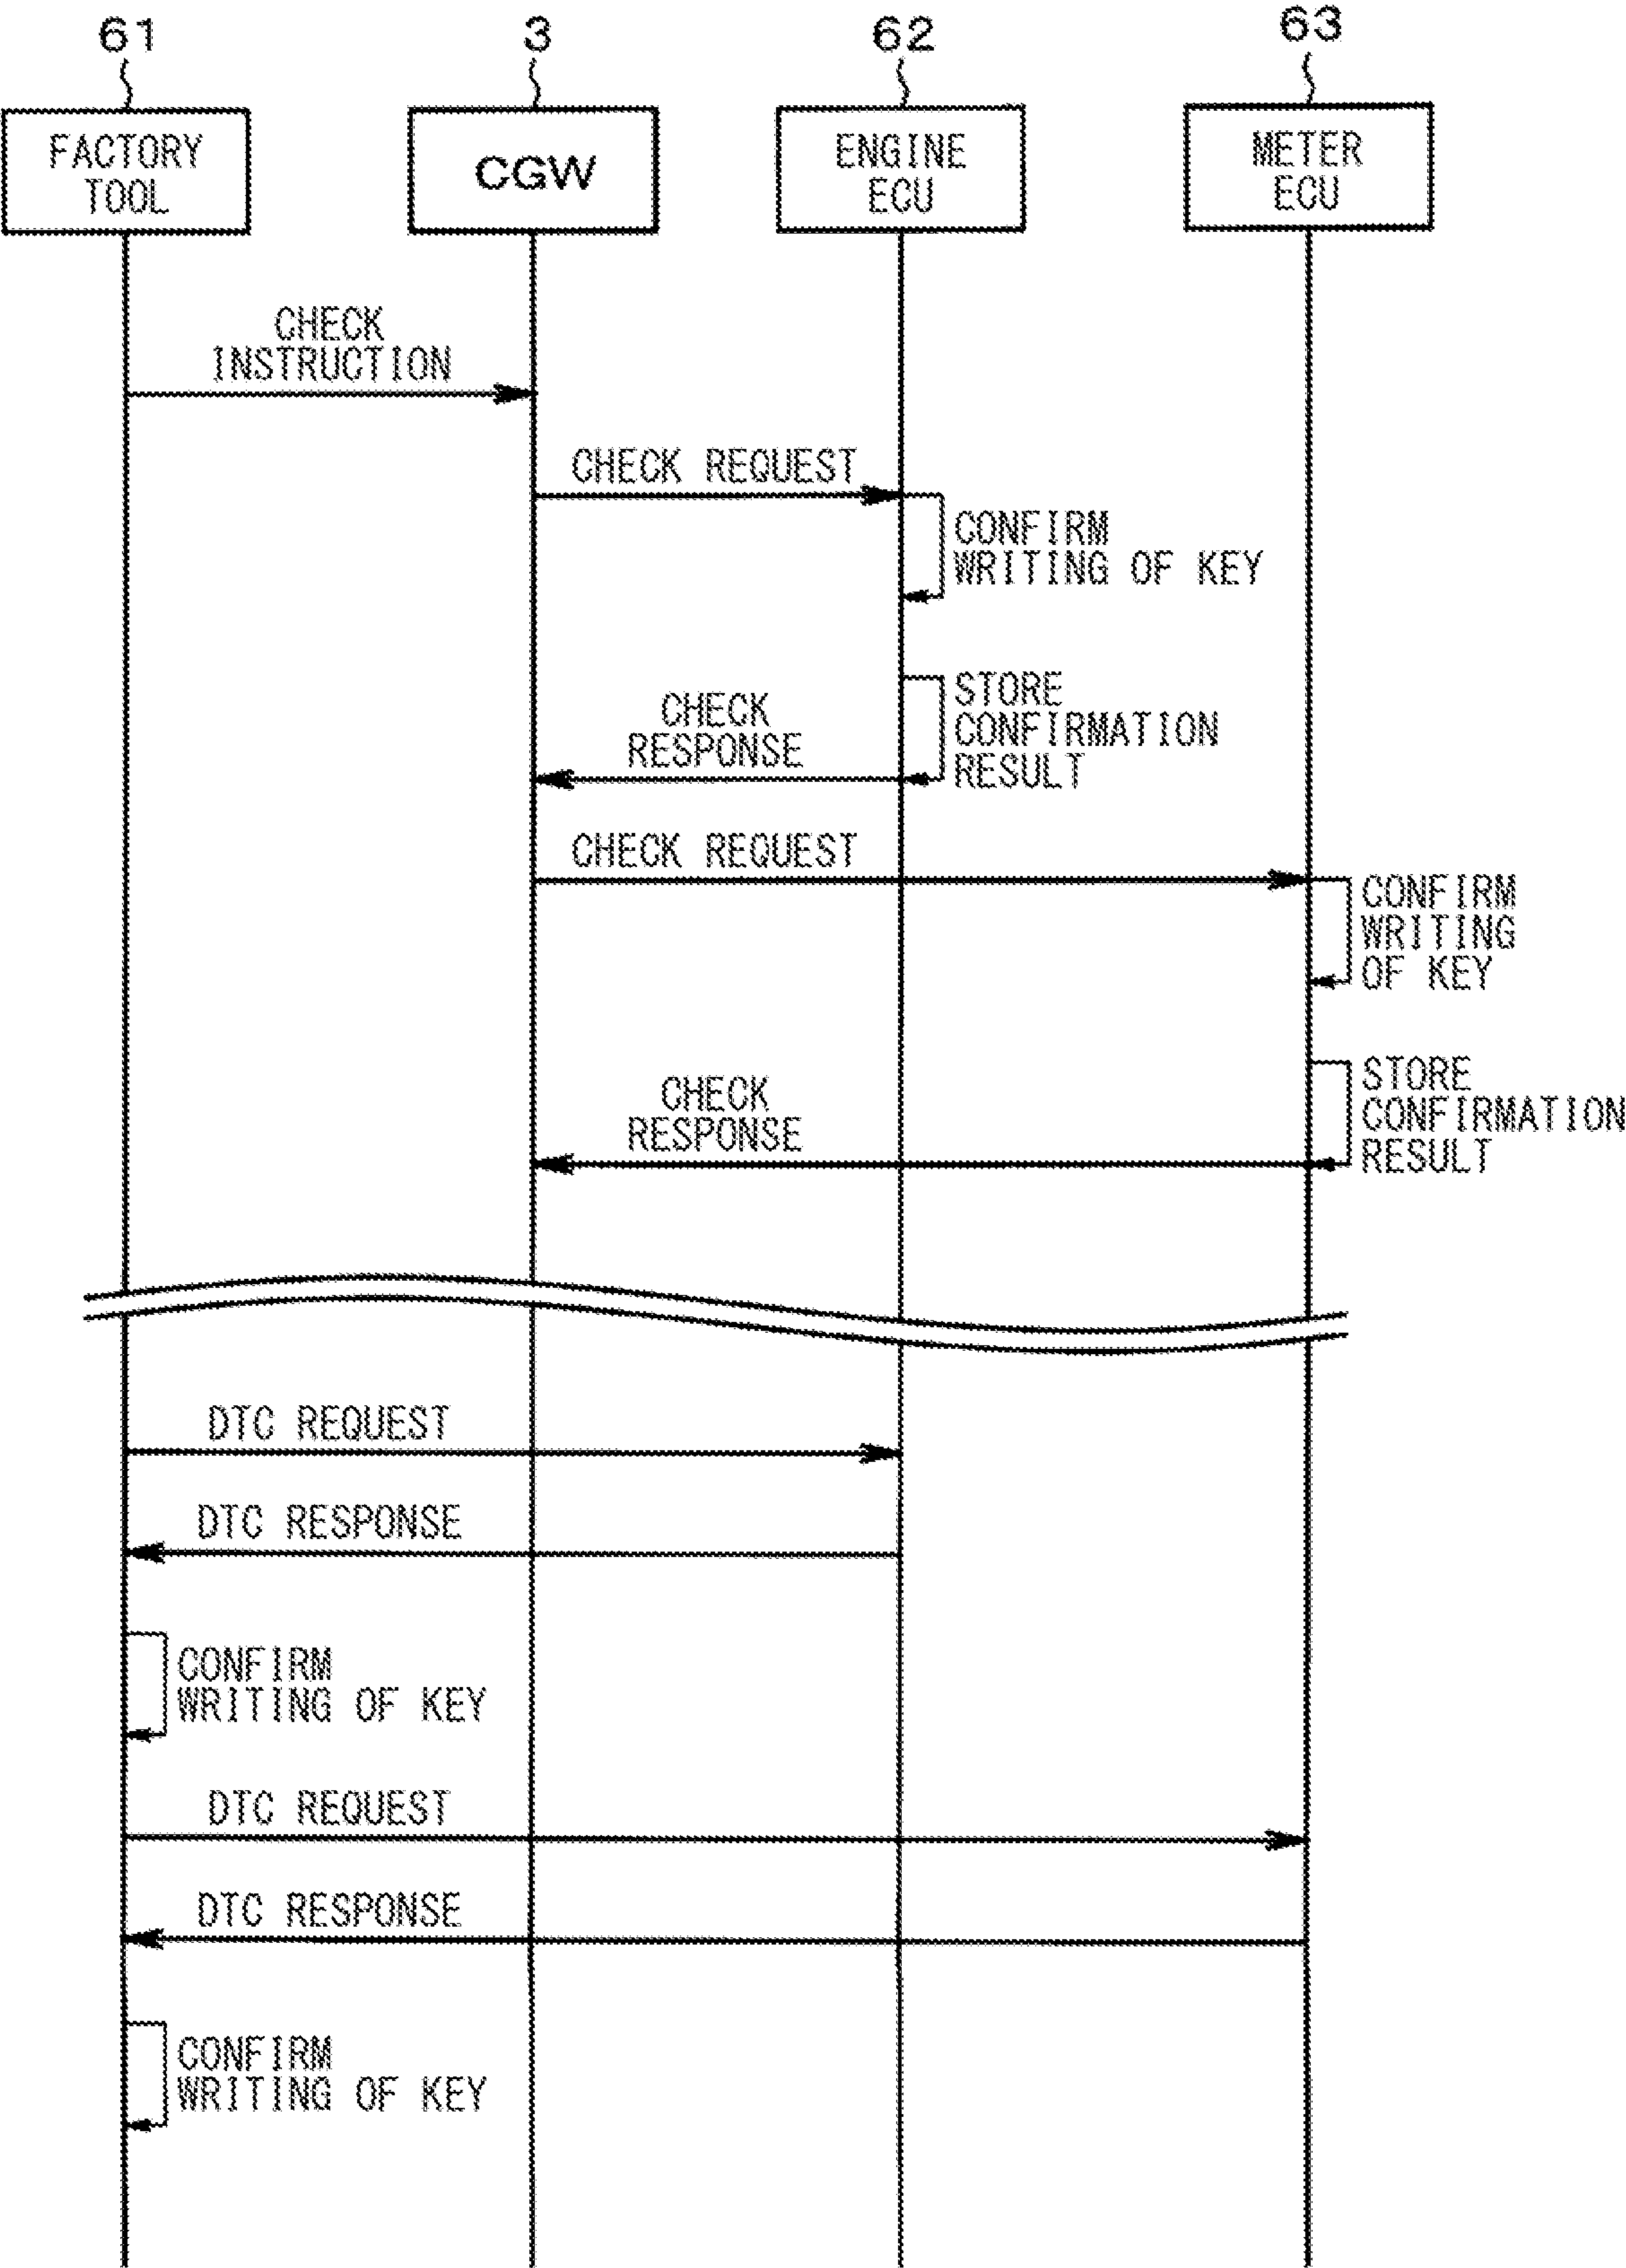 61
3
62
63
FACTORY
TOOL
CGW
ENGINE
ECU
METER
ECU
CHECK
INSTRUCTION
CHECK REQUEST
CONFIRM
WRITING OF KEY
STORE
CONFIRMATION
RESULT
CHECK
RESPONSE
CHECK REQUEST
CONFIRM
WRITING
OF KEY
STORE
CONFIRMATION
RESULT
CHECK
RESPONSE
DTC REQUEST
DTC RESPONSE
CONFIRM
WRITING OF KEY
DTC REQUEST
DTC RESPONSE
CONFIRM
WRITING OF KEY